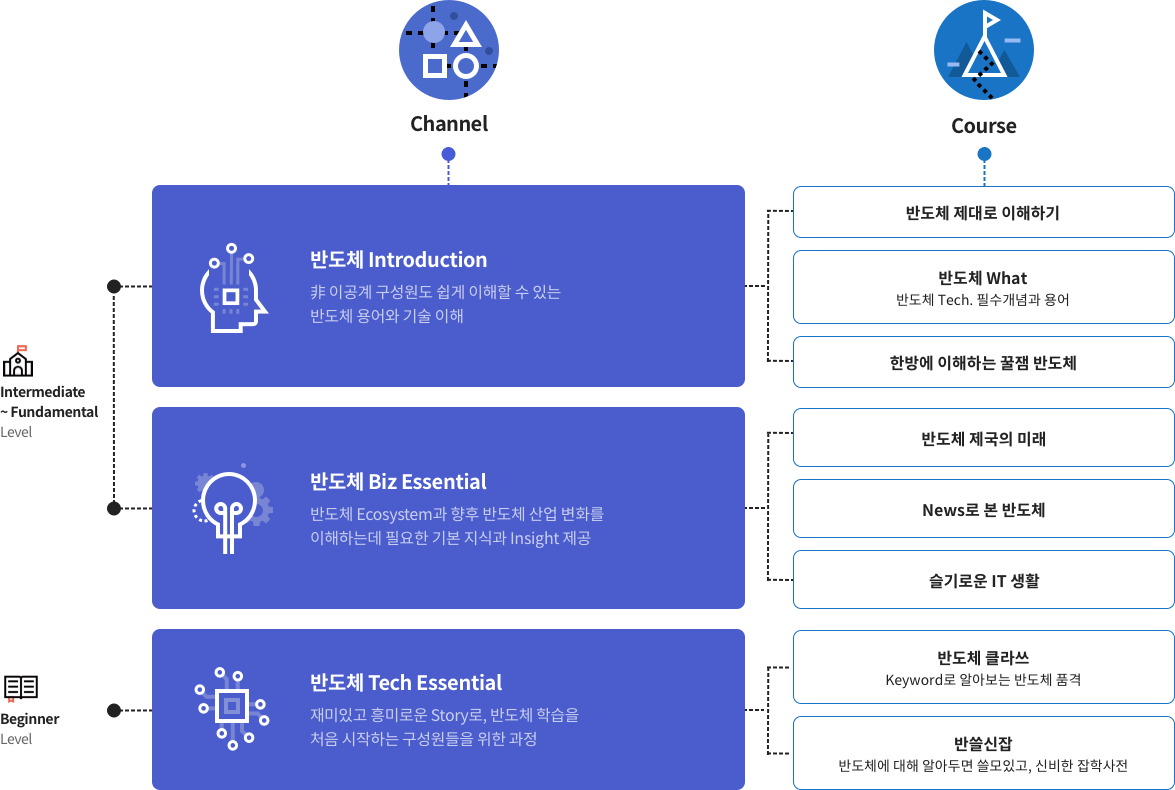 Channel
Course
Intermediate
~ Fundamental
Level
반도체 Introduction
非 이공계 구성원도 쉽게 이해할 수 있는
반도체 용어와 기술 이해
반도체 제대로 이해하기
반도체 What
반도체 Tech. 필수개념과 용어
한방에 이해하는 꿀잼 반도체
반도체 Biz Essential
반도체 Ecosystem과 향후 반도체 산업 변화를
이해하는데 필요한 기본 지식과 Insight 제공
반도체 제국의 미래
News로 본 반도체
슬기로운 IT 생활
Beginner
Level
반도체 Tech Essential
재미있고 흥미로운 Story로, 반도체 학습을
처음 시작하는 구성원들을 위한 과정
반도체 클라쓰
Keyword로 알아보는 반도체 품격
반쓸신잡
반도체에 대해 알아두면 쓸모있고, 신비한 잡학사전